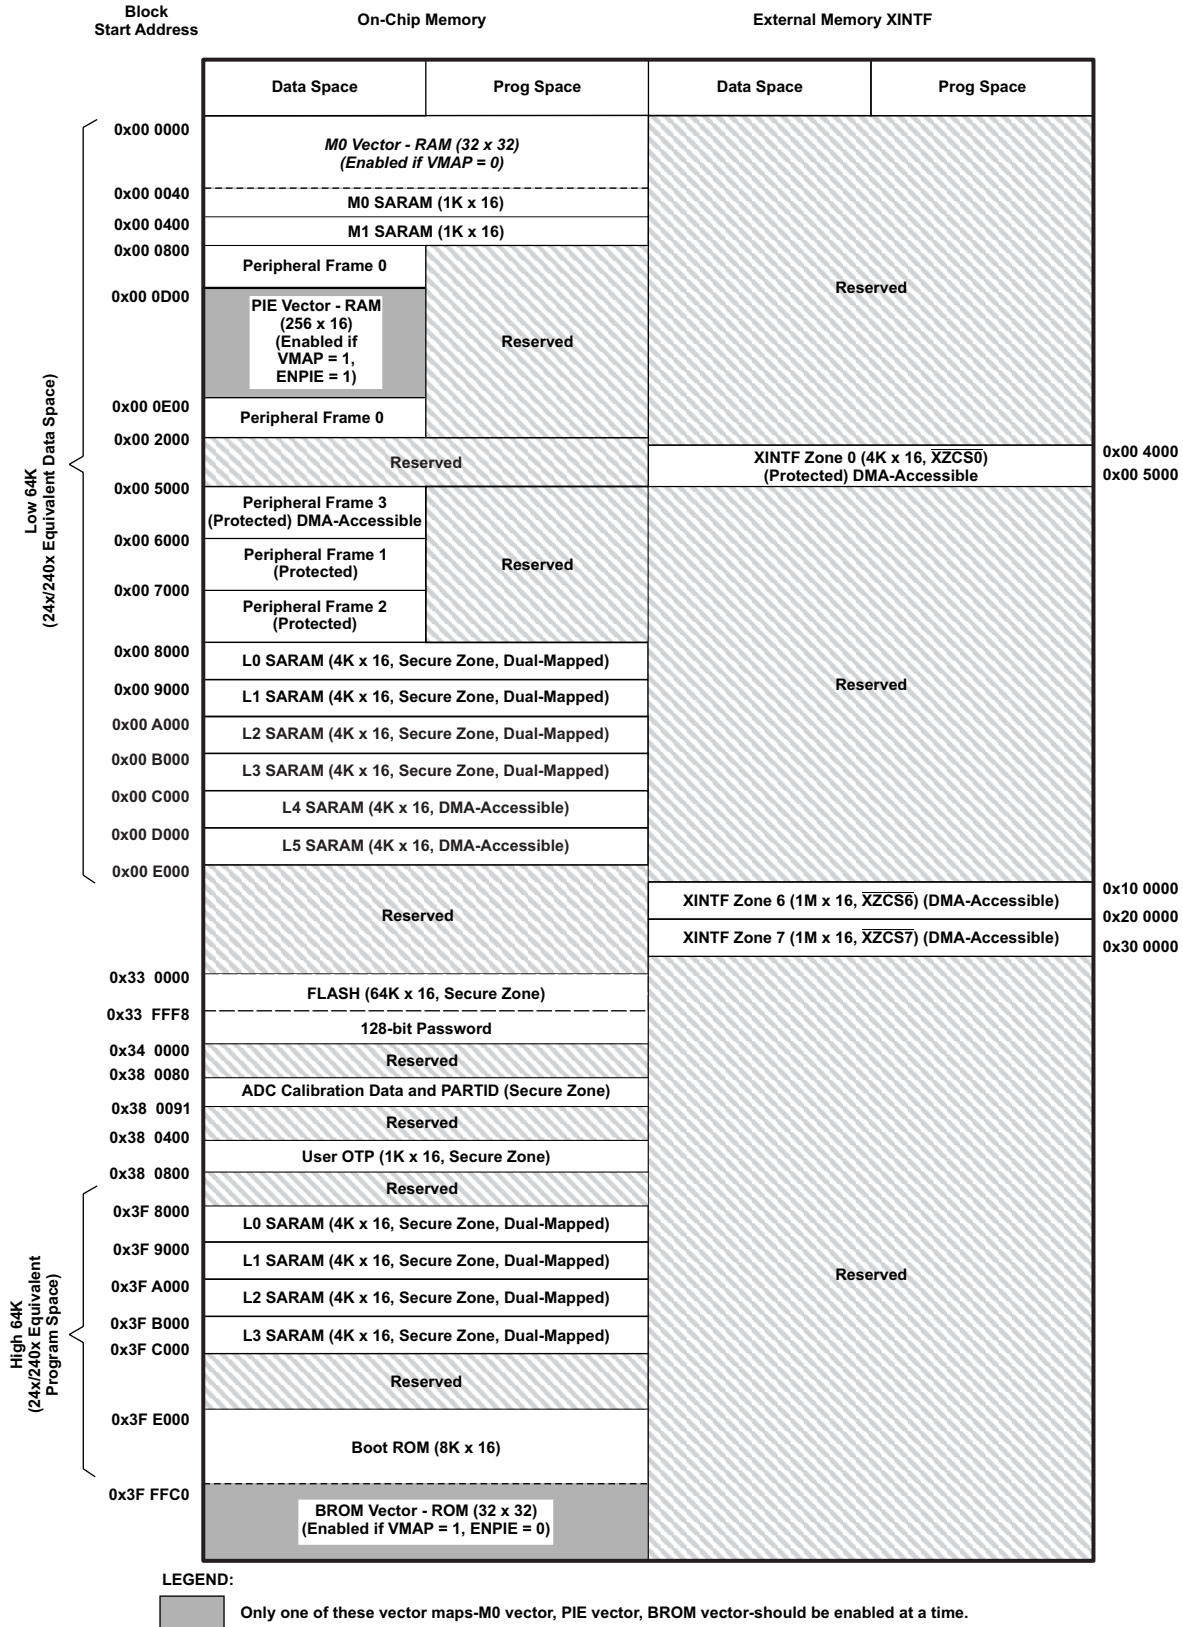 Block
Start Address
On-Chip Memory
External Memory XINTF
Data Space
Prog Space
Data Space
Prog Space
0x00 0000
M0 Vector - RAM (32 x 32)
(Enabled if VMAP = 0)
0x00 0040
M0 SARAM (1K x 16)
0x00 0400
M1 SARAM (1K x 16)
0x00 0800
Peripheral Frame 0
Reserved
0x00 0D00
PIE Vector - RAM
(256 x 16)
(Enabled if
VMAP = 1,
ENPIE = 1)
Reserved
0x00 0E00
Peripheral Frame 0
0x00 2000
Reserved
XINTF Zone 0 (4K x 16, XZCS0)
(Protected) DMA-Accessible
0x00 4000
0x00 5000
0x00 5000
Peripheral Frame 3
(Protected) DMA-Accessible
0x00 6000
Peripheral Frame 1
(Protected)
Reserved
0x00 7000
Peripheral Frame 2
(Protected)
0x00 8000
L0 SARAM (4K x 16, Secure Zone, Dual-Mapped)
0x00 9000
L1 SARAM (4K x 16, Secure Zone, Dual-Mapped)
Reserved
0x00 A000
L2 SARAM (4K x 16, Secure Zone, Dual-Mapped)
0x00 B000
L3 SARAM (4K x 16, Secure Zone, Dual-Mapped)
0x00 C000
L4 SARAM (4K x 16, DMA-Accessible)
0x00 D000
L5 SARAM (4K x 16, DMA-Accessible)
0x00 E000
Low 64K
(24x/240x Equivalent Data Space)
Reserved
XINTF Zone 6 (1M x 16, XZCS6) (DMA-Accessible)
0x10 0000
0x20 0000
XINTF Zone 7 (1M x 16, XZCS7) (DMA-Accessible)
0x30 0000
0x33 0000
FLASH (64K x 16, Secure Zone)
0x33 FFF8
128-bit Password
0x34 0000
Reserved
0x38 0080
ADC Calibration Data and PARTID (Secure Zone)
0x38 0091
Reserved
0x38 0400
User OTP (1K x 16, Secure Zone)
0x38 0800
Reserved
0x3F 8000
L0 SARAM (4K x 16, Secure Zone, Dual-Mapped)
0x3F 9000
L1 SARAM (4K x 16, Secure Zone, Dual-Mapped)
Reserved
0x3F A000
L2 SARAM (4K x 16, Secure Zone, Dual-Mapped)
0x3F B000
L3 SARAM (4K x 16, Secure Zone, Dual-Mapped)
0x3F C000
Reserved
High 64K
(24x/240x Equivalent
Program Space)
0x3F E000
Boot ROM (8K x 16)
0x3F FFC0
BROM Vector - ROM (32 x 32)
(Enabled if VMAP = 1, ENPIE = 0)
LEGEND:
Only one of these vector maps-M0 vector, PIE vector, BROM vector-should be enabled at a time.